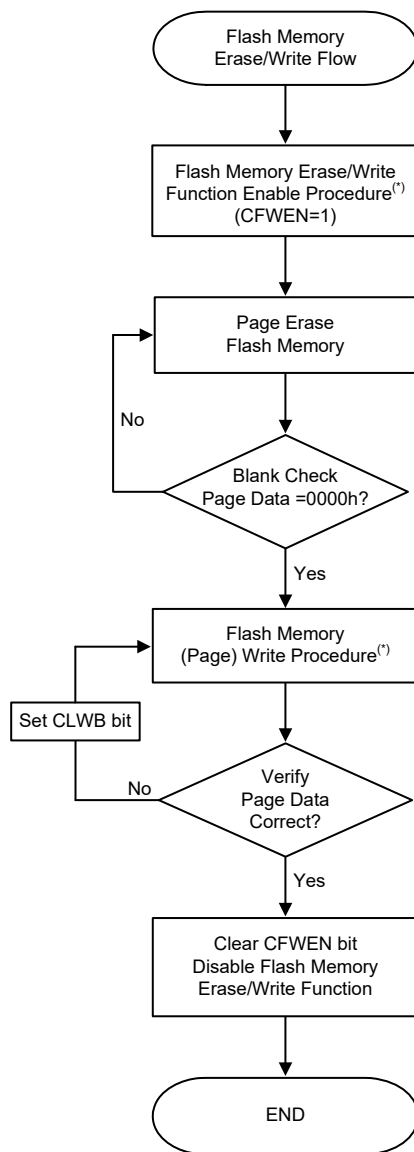 Flash Memory
Erase/Write Flow
Flash Memory Erase/Write
Function Enable Procedure(*)
(CFWEN=1)
Page Erase
Flash Memory
No
Blank Check
Page Data =0000h?
Yes
Flash Memory
(Page) Write Procedure(*)
Set CLWB bit
No
Verify
Page Data
Correct?
Yes
Clear CFWEN bit
Disable Flash Memory
Erase/Write Function
END